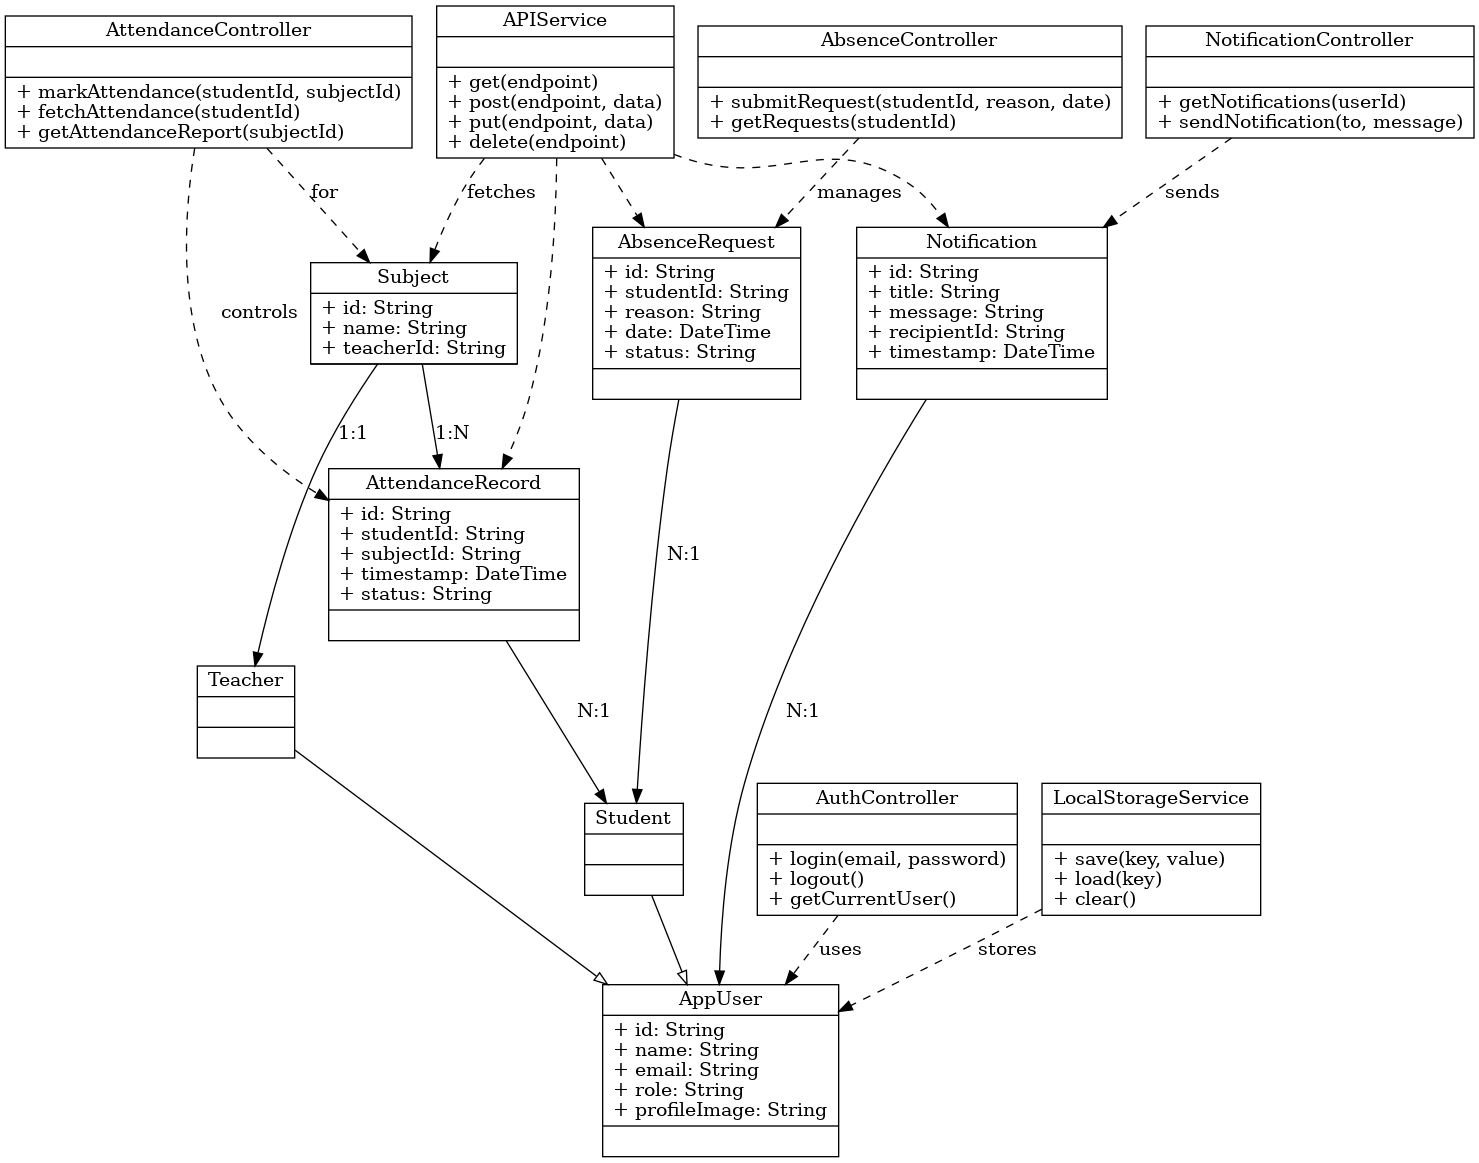 AttendanceController
+ markAttendance(studentId, subjectId)
+ fetchAttendance(studentId)
+ getAttendanceReport(subjectId)
APIService
+ get(endpoint)
+ post(endpoint, data)
+ put(endpoint, data)
+ delete(endpoint)
AbsenceController
+ submitRequest(studentId, reason, date)
+ getRequests(studentId)
NotificationController
+ getNotifications(userId)
+ sendNotification(to, message)
for
fetches
manages
sends
controls
Subject
+ id: String
+ name: String
+ teacherId: String
AbsenceRequest
+ id: String
+ studentId: String
+ reason: String
+ date: DateTime
+ status: String
Notification
+ id: String
+ title: String
+ message: String
+ recipientId: String
+ timestamp: DateTime
1:1
1:N
AttendanceRecord
+ id: String
+ studentId: String
+ subjectId: String
+ timestamp: DateTime
+ status: String
N:1
Teacher
N:1
N:1
Student
AuthController
+ login(email, password)
+ logout()
+ getCurrentUser()
LocalStorageService
+ save(key, value)
+ load(key)
+ clear()
uses
stores
AppUser
+ id: String
+ name: String
+ email: String
+ role: String
+ profileImage: String